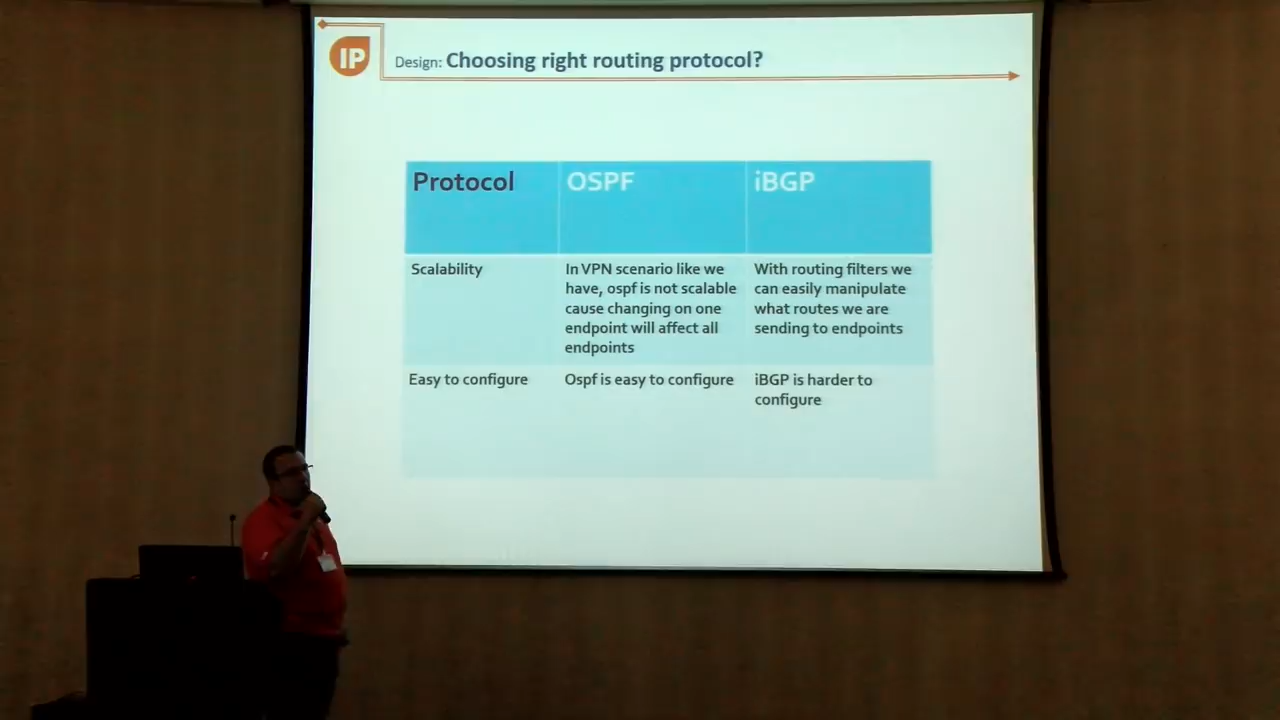 IP
Design: Choosing right routing protocol?
Protocol
OSPF
iBGP
Scalability
In VPN scenario like we
have, ospf is not scalable
cause changing on one
endpoint will affect all
endpoints
With routing filters we
can easily manipulate
what routes we are
sending to endpoints
Easy to configure
Ospf is easy to configure
iBGP is harder to
configure